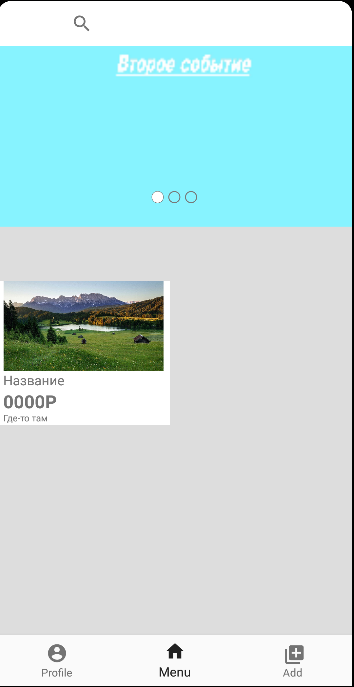 Второе событие
Название
0000Р
Где-то там
Profile
Menu
Add